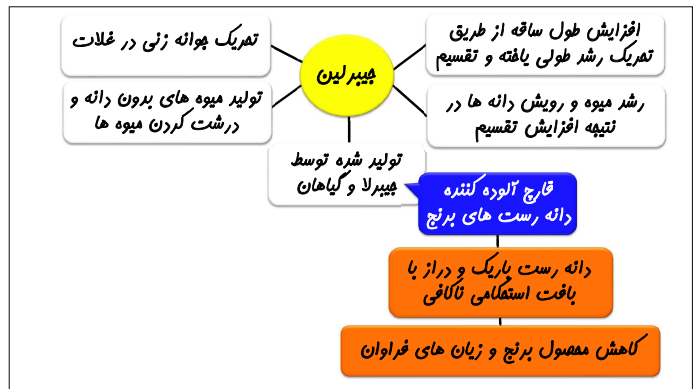 جیبرلین
افزایش طول ساقه از طریق
تحریک رشد طولی یافته و تقسیم
تحریک جوانه زنی در غلات
رشد میوه و رویش دانه ها در
نتیجه افزایش تقسیم
تولید میوه های بدون دانه و
درشت کردن میوه ها
تولید شده توسط
جیبرلا و گیاهان
قارچ آلوده کننده
دانه رست های برنج
دانه رست باریک و دراز با
بافت استحکامی ناکافی
کاهش محصول برنج و زیان های فراوان